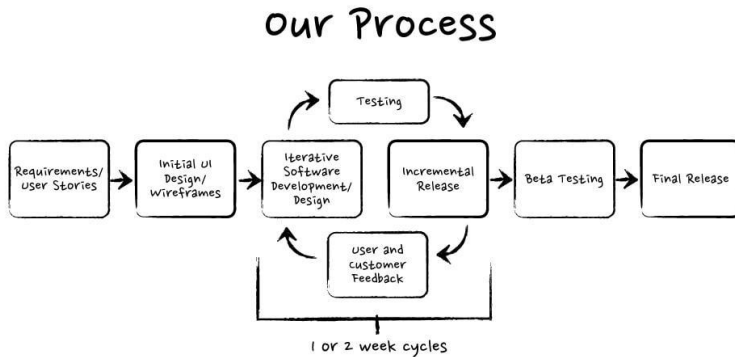 Our Process
Testing
Requirements/
User Stories
Initial UI
Design/
Wireframes
Iterative
Software
Development/
Design
Incremental
Release
Beta Testing
Final Release
User and
Customer
Feedback
1 or 2 week cycles